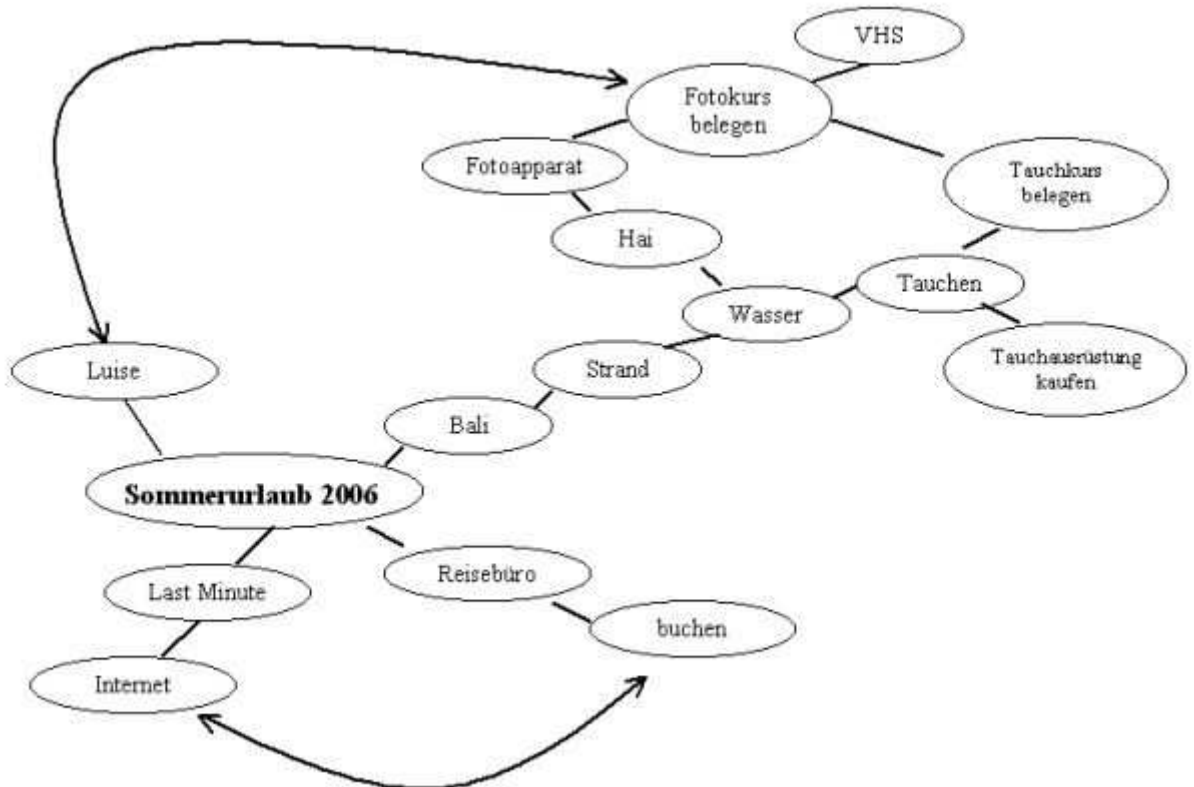 VHS
Fotokurs
belegen
Fotoapparat
Tauchkurs
belegen
Hai
Tauchen
Wasser
Luise
Strand
Tauchausrüstung
kaufen
Bali
Sommerurlaub 2006
Last Minute
Reisebüro
buchen
Internet